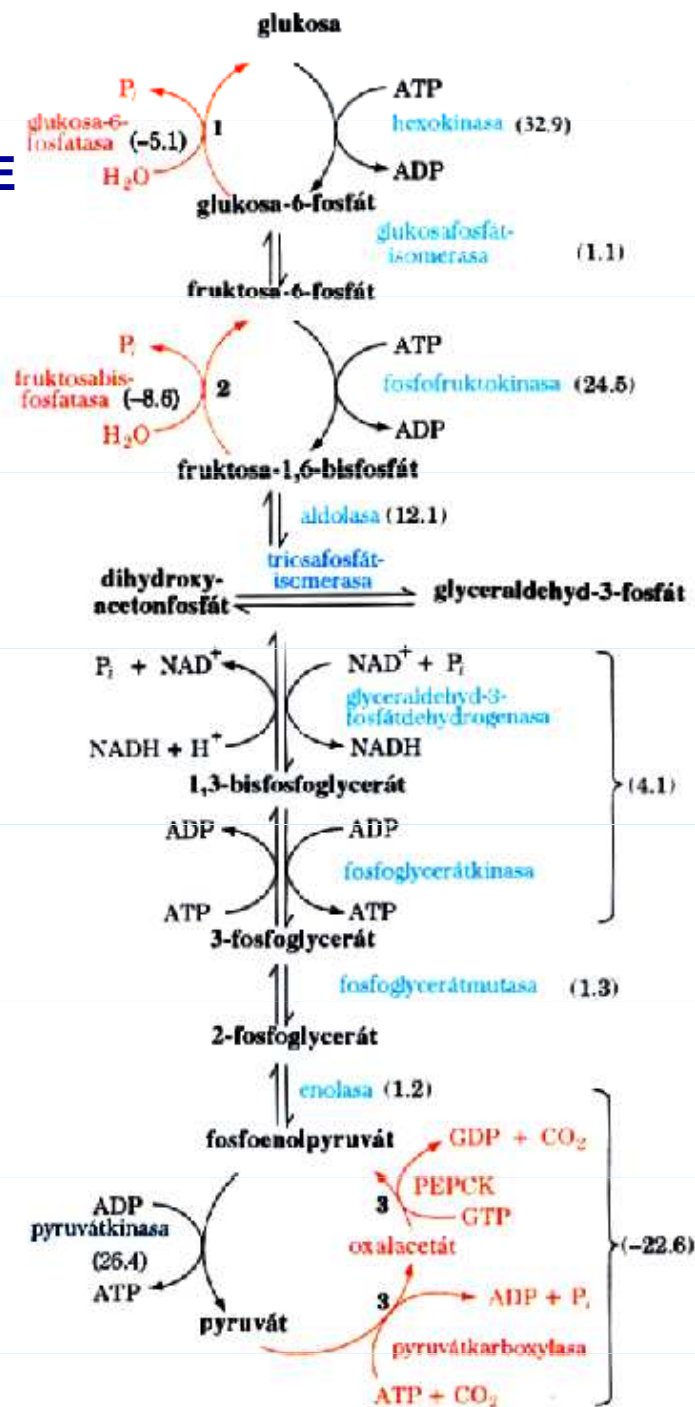 glukosa
P𝑖
ATP
glukosa-6-
fosfatasa (-5.1)
1
hexokinasa (32.9)
E
H₂O
ADP
glukosa-6-fosfát
glukosafosfát-
isomerasa (1.1)
fruktosa-6-fosfát
P𝑖
ATP
fruktosabis-
fosfatasa (-8.6)
2
fosfofruktokinasa (24.5)
H₂O
ADP
fruktosa-1,6-bisfosfát
aldolasa (12.1)
triosafosfát-
isomerasa
dihydroxy-
acetonfosfát
glyceraldehyd-3-fosfát
P𝑖 + NAD⁺
NAD⁺ + P𝑖
glyceraldehyd-3-
fosfátdehydrogenasa
NADH + H⁺
NADH
1,3-bisfosfoglycerát
(4.1)
ADP
ADP
fosfoglycerátkinasa
ATP
ATP
3-fosfoglycerát
fosfoglycerátmutasa (1.3)
2-fosfoglycerát
enolasa (1.2)
fosfoenolpyruvát
GDP + CO₂
ADP
pyruvátkinasa
(26.4)
ATP
3
PEPCK
GTP
oxalacetát
(-22.6)
3
ADP + P𝑖
pyruvát
pyruvátkarboxylasa
ATP + CO₂